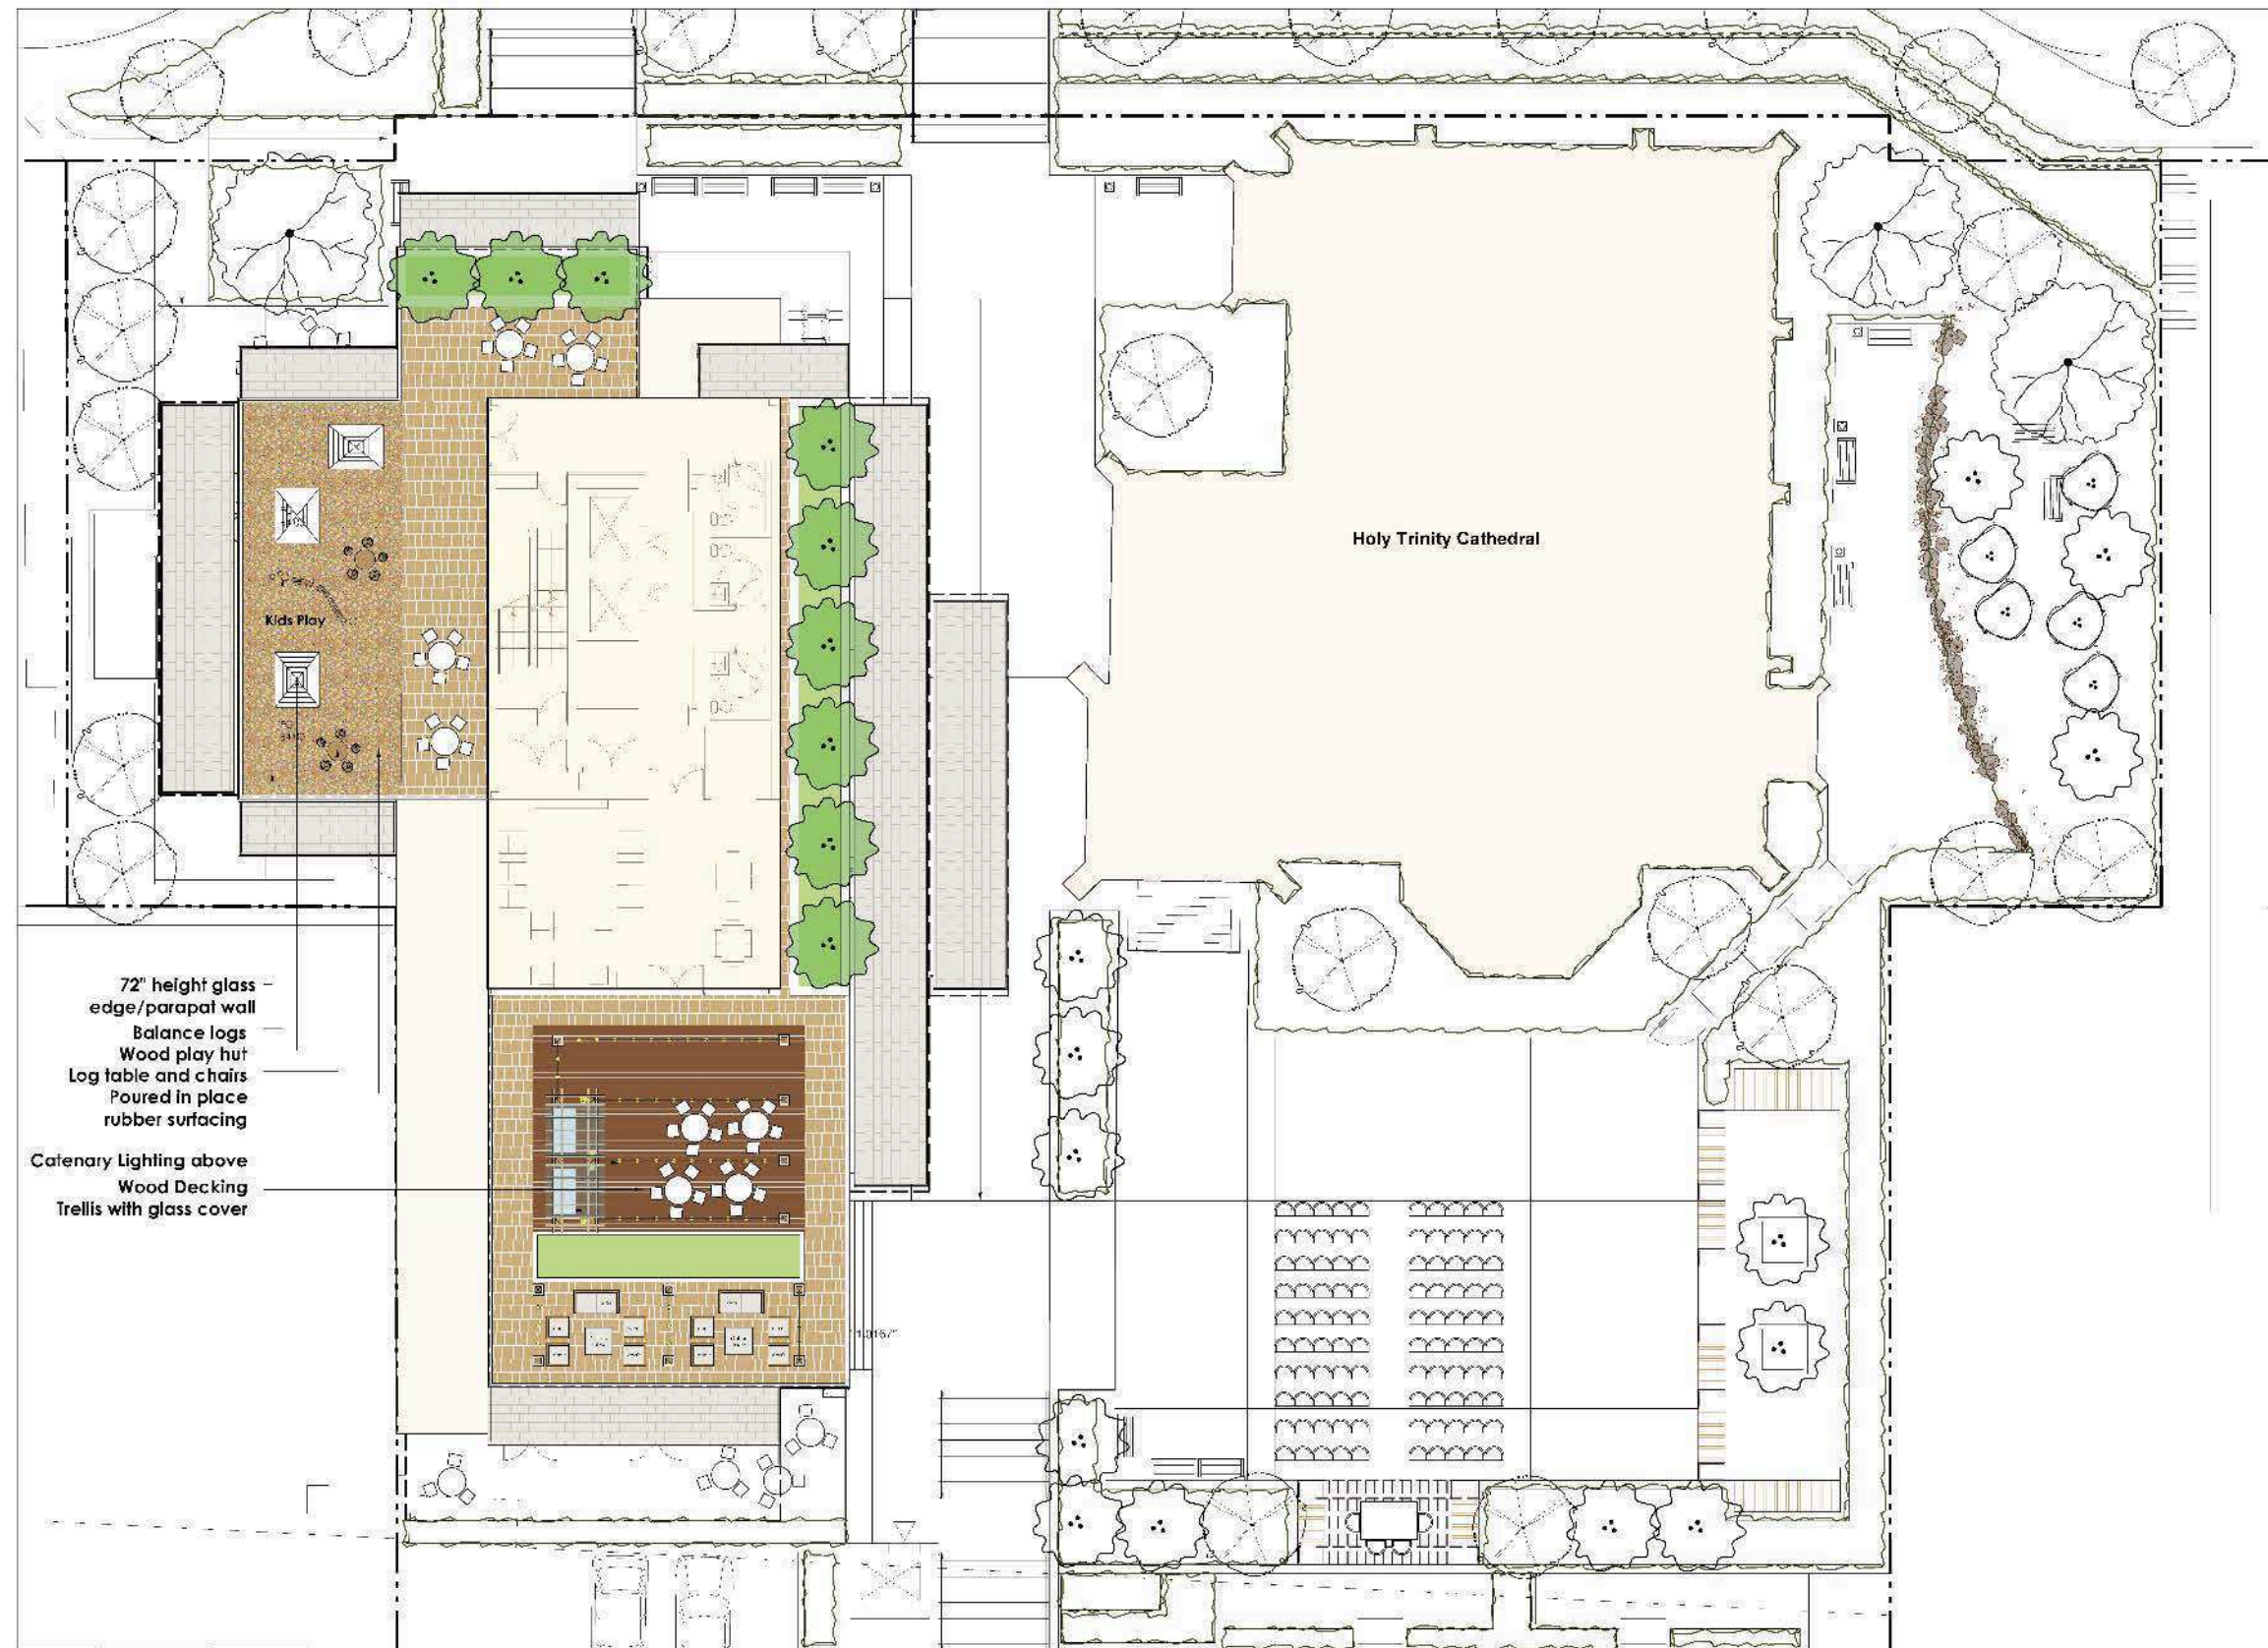 Holy Trinity Cathedral
Kids Play
72" height glass
edge/parapat wall
Balance logs
Wood play hut
Log table and chairs
Poured in place
rubber surfacing
Catenary Lighting above
Wood Decking
Trellis with glass cover